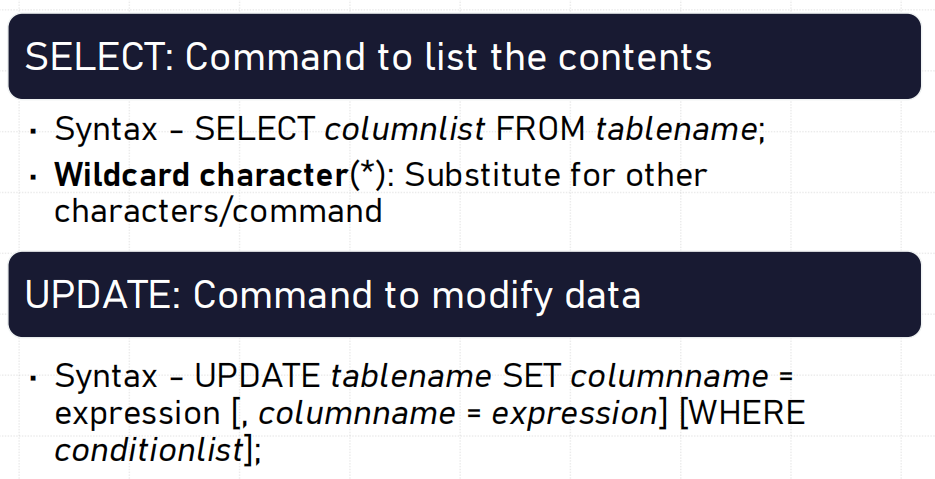 SELECT: Command to list the contents
▪ Syntax – SELECT columnlist FROM tablename;
▪ Wildcard character(*): Substitute for other
characters/command
UPDATE: Command to modify data
▪ Syntax – UPDATE tablename SET columnname =
expression [, columnname = expression] [WHERE
conditionlist];